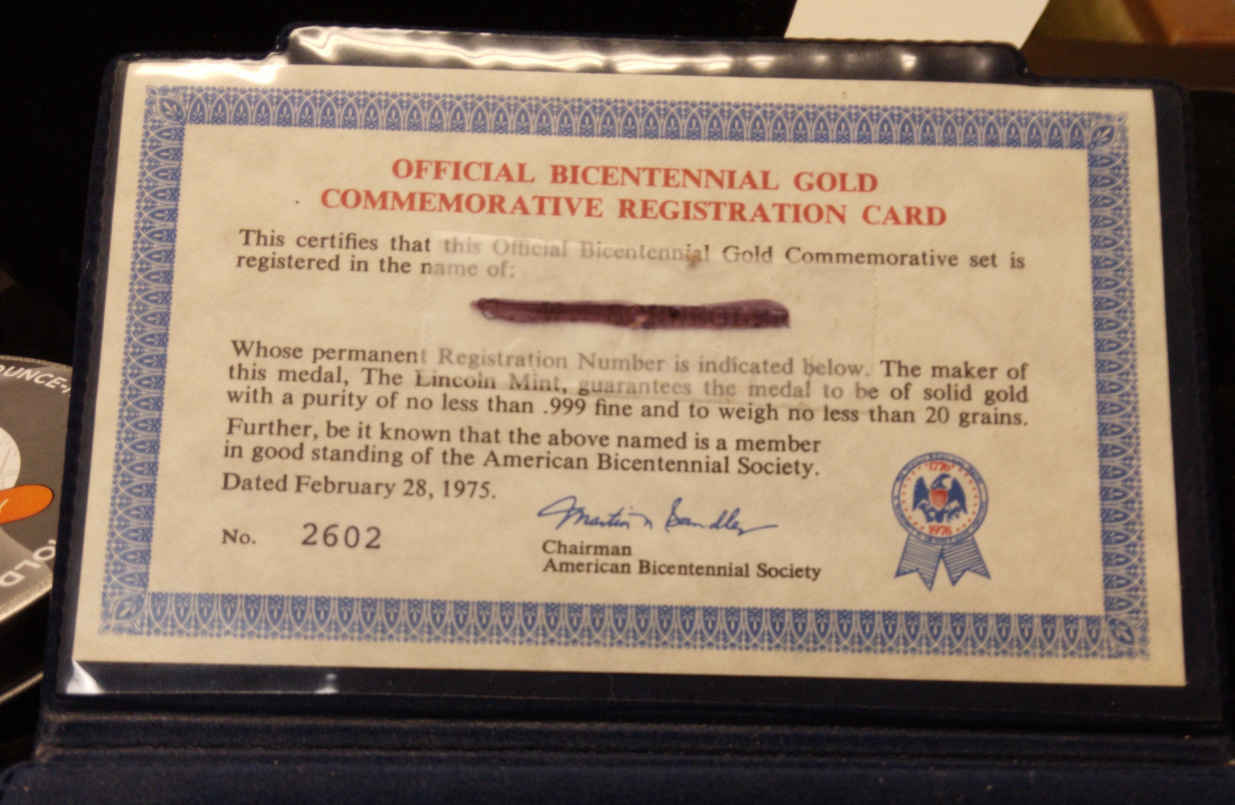 OFFICIAL BICENTENNIAL GOLD
COMMEMORATIVE REGISTRATION CARD
This certifies that this Official Bicentennial Gold Commemorative set is
registered in the name of:
Whose permanent Registration Number is indicated below. The maker of
this medal, The Lincoln Mint, guarantees the medal to be of solid gold
with a purity of no less than .999 fine and to weigh no less than 20 grains.
Further, be it known that the above named is a member
in good standing of the American Bicentennial Society.
Dated February 28, 1975.
No. 2602
Martin Sandler
Chairman
American Bicentennial Society
1776
1976
OUNCE
OLD